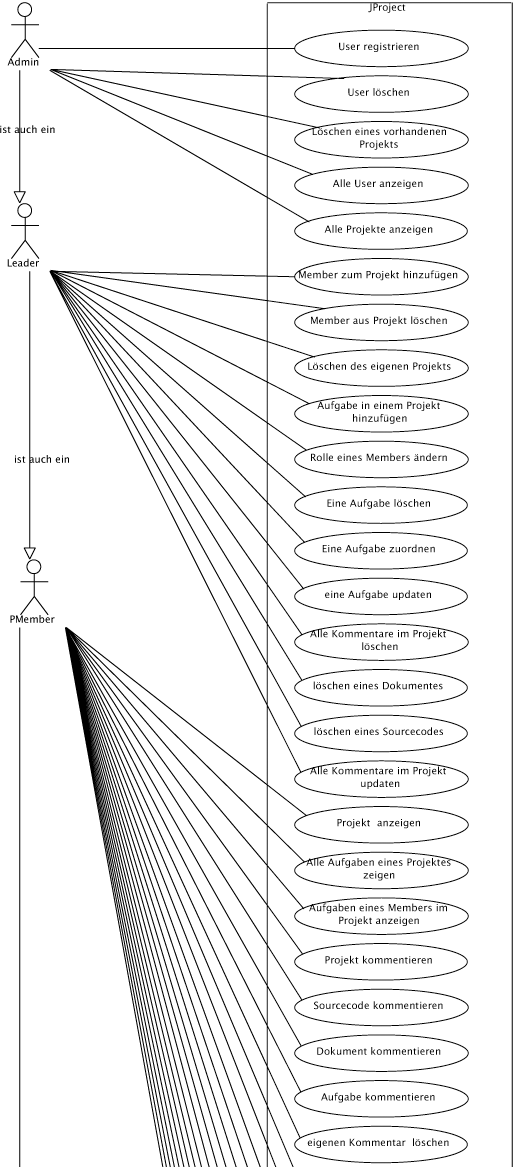 JProject
User registrieren
Admin
User löschen
ist auch ein
Löschen eines vorhandenen
Projekts
Alle User anzeigen
Alle Projekte anzeigen
Leader
Member zum Projekt hinzufügen
Member aus Projekt löschen
Löschen des eigenen Projekts
Aufgabe in einem Projekt
hinzufügen
ist auch ein
Rolle eines Members ändern
Eine Aufgabe löschen
Eine Aufgabe zuordnen
eine Aufgabe updaten
PMember
Alle Kommentare im Projekt
löschen
löschen eines Dokumentes
löschen eines Sourcecodes
Alle Kommentare im Projekt
updaten
Projekt anzeigen
Alle Aufgaben eines Projektes
zeigen
Aufgaben eines Members im
Projekt anzeigen
Projekt kommentieren
Sourcecode kommentieren
Dokument kommentieren
Aufgabe kommentieren
eigenen Kommentar löschen